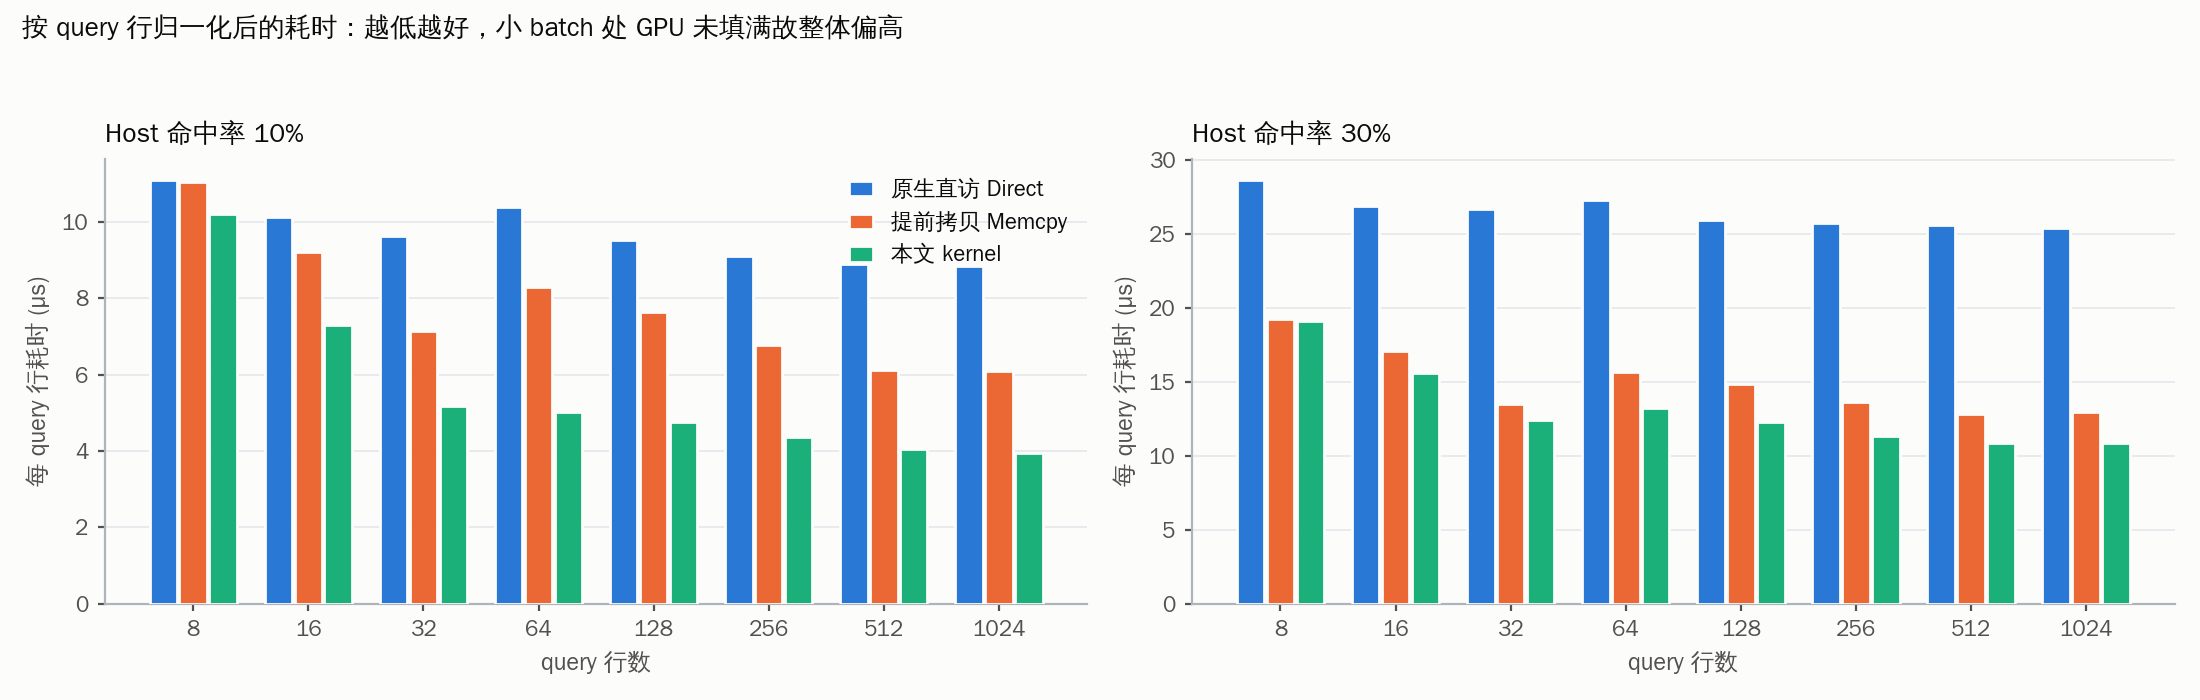 按 query 行归一化后的耗时：越低越好，小 batch 处 GPU 未填满故整体偏高
Host 命中率 10%
原生直访 Direct
提前拷贝 Memcpy
本文 kernel
每 query 行耗时 (μs)
10
8
6
4
2
0
8 16 32 64 128 256 512 1024
query 行数
Host 命中率 30%
每 query 行耗时 (μs)
30
25
20
15
10
5
0
8 16 32 64 128 256 512 1024
query 行数